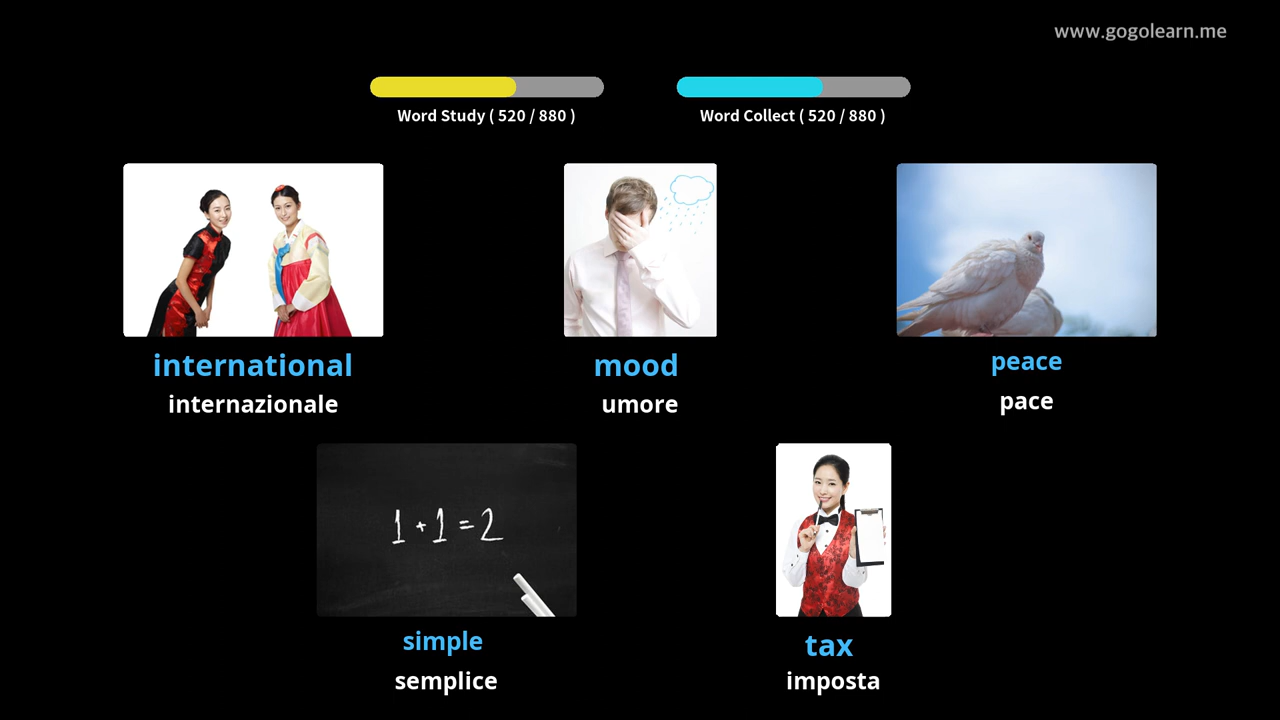 www.gogolearn.me
Word Study ( 520 / 880 )
Word Collect ( 520 / 880 )
international
internazionale
mood
umore
peace
pace
1 + 1 = 2
simple
semplice
tax
imposta